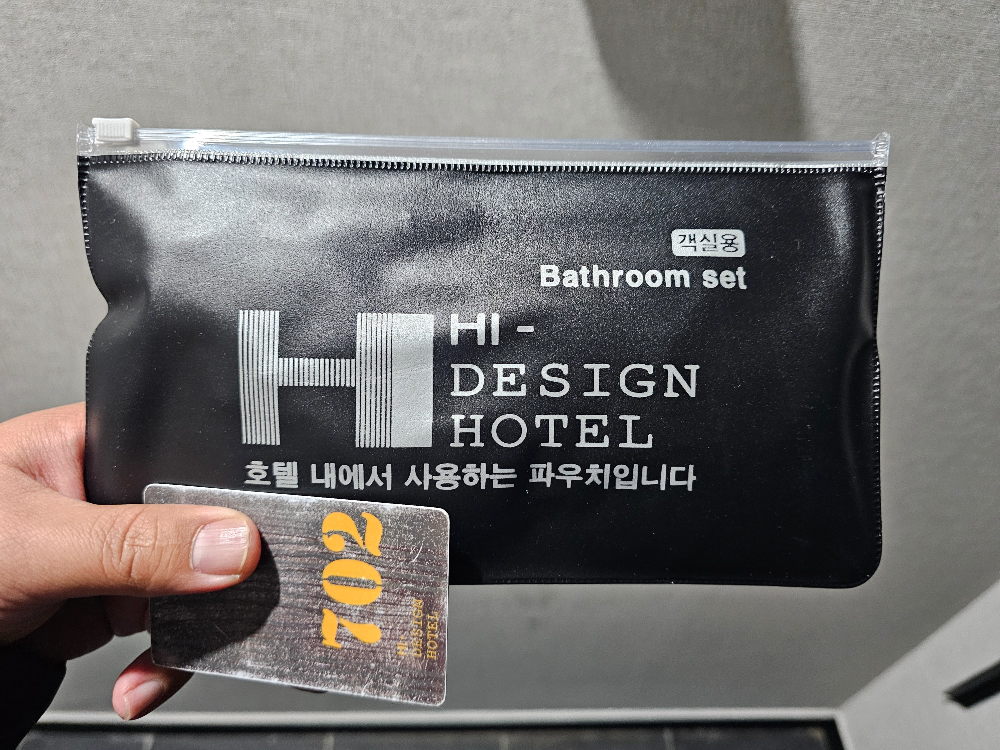 객실용
Bathroom set
H
HI -
DESIGN
HOTEL
호텔 내에서 사용하는 파우치입니다
702
HI-
DESIGN
HOTEL